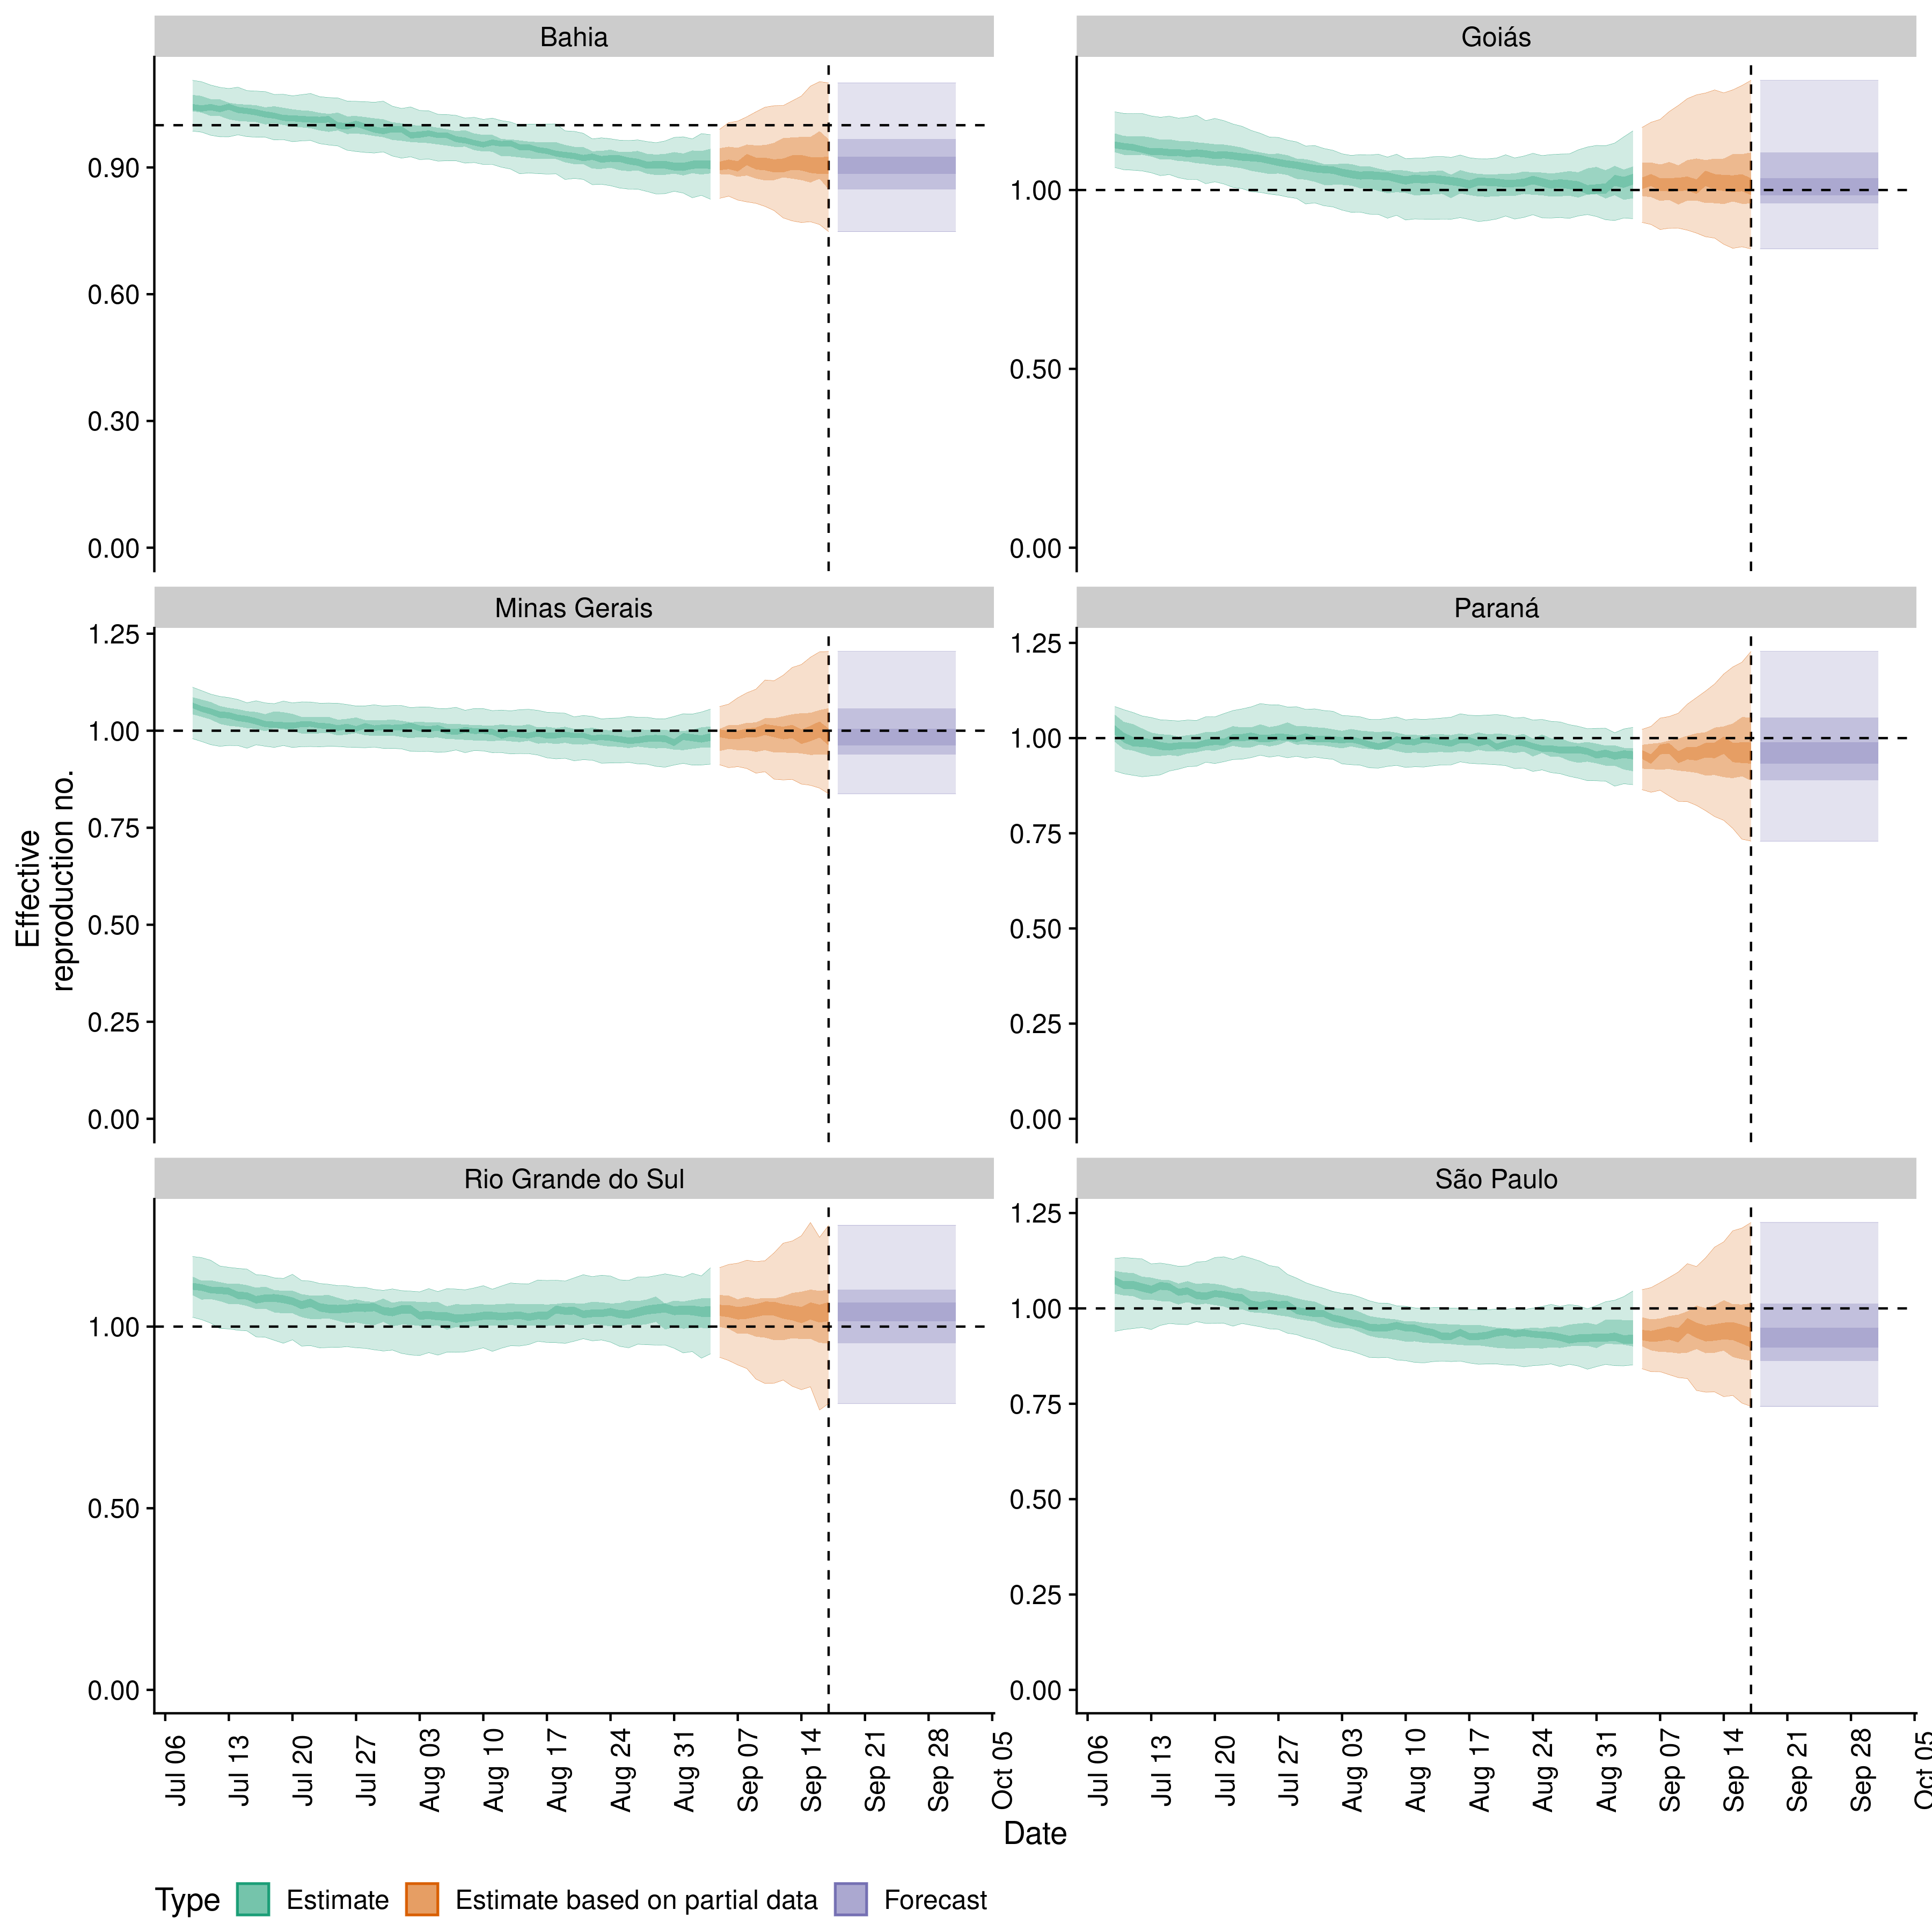 Bahia
Goiás
0.90
0.60
0.30
0.00
1.00
0.50
0.00
Minas Gerais
Paraná
1.25
1.00
0.75
0.50
0.25
0.00
1.25
1.00
0.75
0.50
0.25
0.00
Effective
reproduction no.
Rio Grande do Sul
São Paulo
1.00
0.50
0.00
1.25
1.00
0.75
0.50
0.25
0.00
Jul 06
Jul 13
Jul 20
Jul 27
Aug 03
Aug 10
Aug 17
Aug 24
Aug 31
Sep 07
Sep 14
Sep 21
Sep 28
Oct 05
Jul 06
Jul 13
Jul 20
Jul 27
Aug 03
Aug 10
Aug 17
Aug 24
Aug 31
Sep 07
Sep 14
Sep 21
Sep 28
Oct 05
Date
Type Estimate Estimate based on partial data Forecast